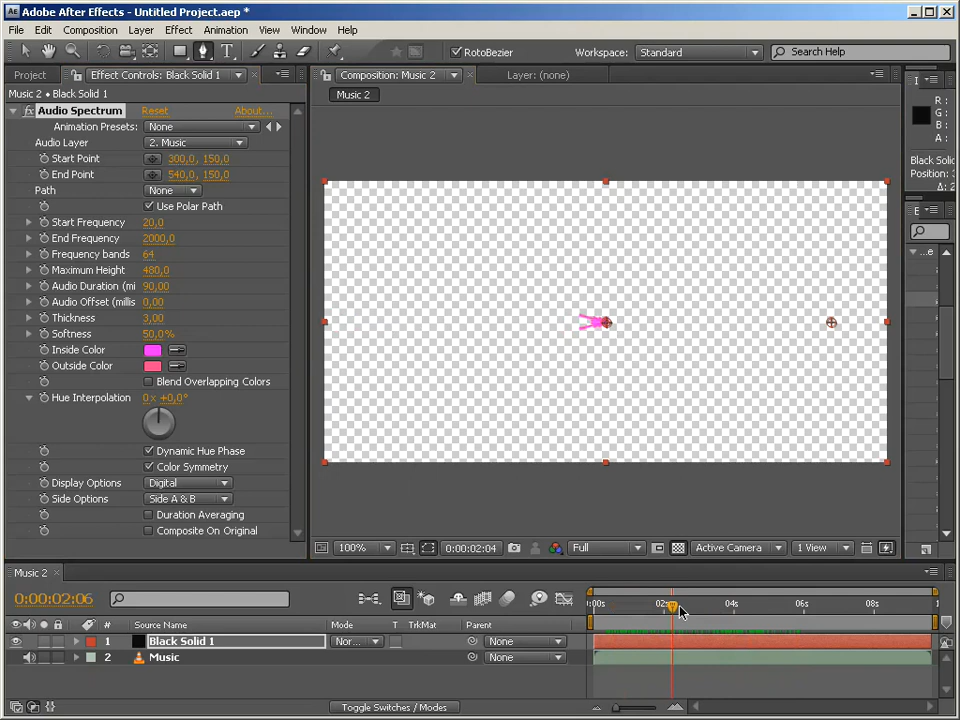 Adobe After Effects - Untitled Project.aep *
File Edit Composition Layer Effect Animation View Window Help
RotoBezier Workspace: Standard Search Help
Project Effect Controls: Black Solid 1 Composition: Music 2 Layer: (none)
Music 2 • Black Solid 1 Music 2
fx Audio Spectrum Reset About...
Animation Presets: None
Audio Layer 2. Music
Start Point 300,0, 150,0
End Point 540,0, 150,0
Path None
Use Polar Path
Start Frequency 20,0
End Frequency 2000,0
Frequency bands 64
Maximum Height 480,0
Audio Duration (mi 90,00
Audio Offset (millis 0,00
Thickness 3,00
Softness 50,0%
Inside Color
Outside Color
Blend Overlapping Colors
Hue Interpolation 0x +0,0°
Dynamic Hue Phase
Color Symmetry
Display Options Digital
Side Options Side A & B
Duration Averaging
Composite On Original
R :
G :
B :
A :
Black So
Position:
Δ: 2
...e
100% 0:00:02:04 Full Active Camera 1 View
Music 2
0:00:02:06
:00s 02s 04s 06s 08s 1
# Source Name Mode T TrkMat Parent
1 Black Solid 1 Nor... None
2 Music None
Toggle Switches / Modes